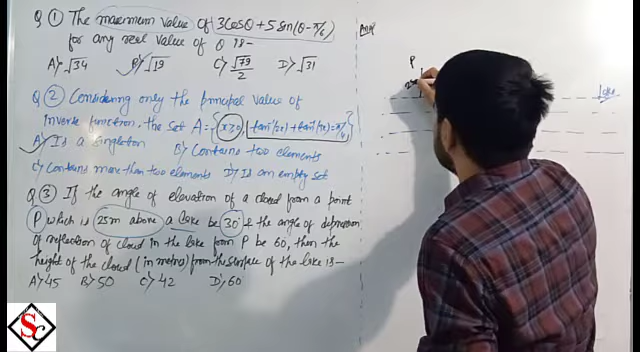 Q ① The maximum value of 3Cosθ + 5Sin(θ-π/6)
for any real value of θ is-
A) √34 B) √19 C) √79/2 D) √31
Q ② Considering only the principal value of
inverse function, the set A = {x≥0, tan⁻¹(2x) + tan⁻¹(3x) = π/4}
A) Is a singleton B) Contains two elements
C) Contains more than two elements D) Is an empty set
Q ③ If the angle of elevation of a cloud from a point
P which is 25m above a lake be 30° & the angle of depression
of reflection of cloud in the lake from P be 60, then the
height of the cloud (in metres) from the surface of the lake is-
A) 45 B) 50 C) 42 D) 60
P
Lake
SC